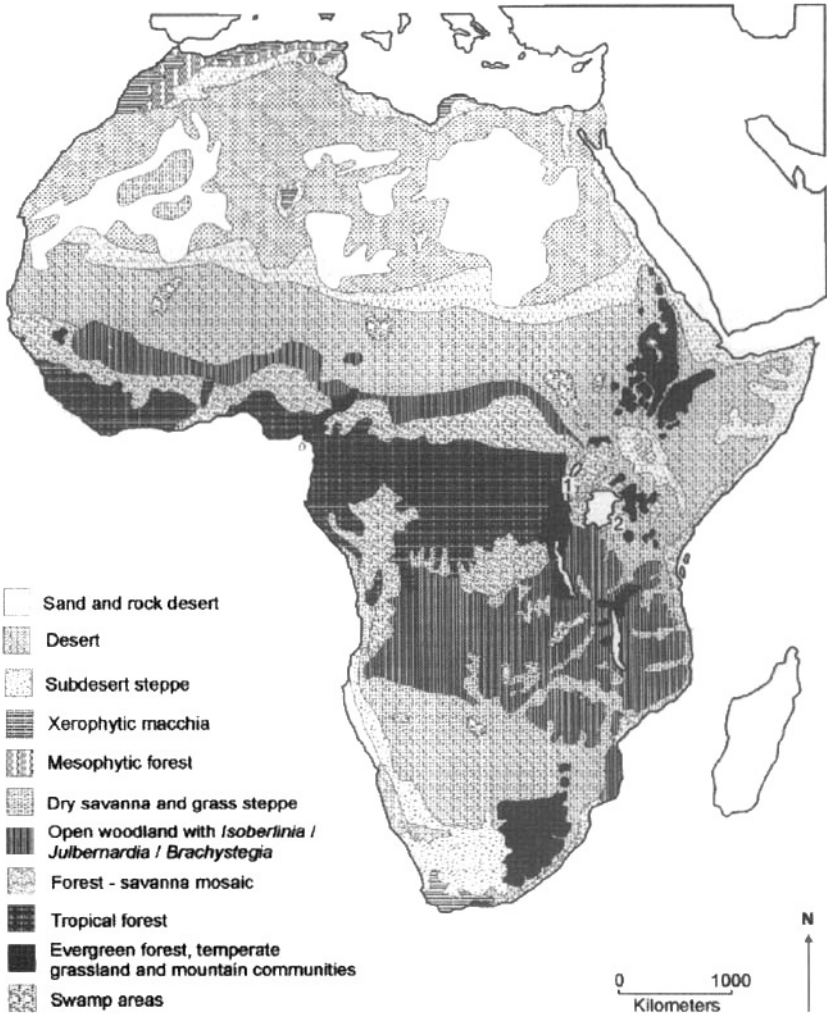 1
2
Sand and rock desert
Desert
Subdesert steppe
Xerophytic macchia
Mesophytic forest
Dry savanna and grass steppe
Open woodland with Isoberlinia /
Julbernardia / Brachystegia
Forest - savanna mosaic
Tropical forest
Evergreen forest, temperate
grassland and mountain communities
Swamp areas
N
0 1000
Kilometers